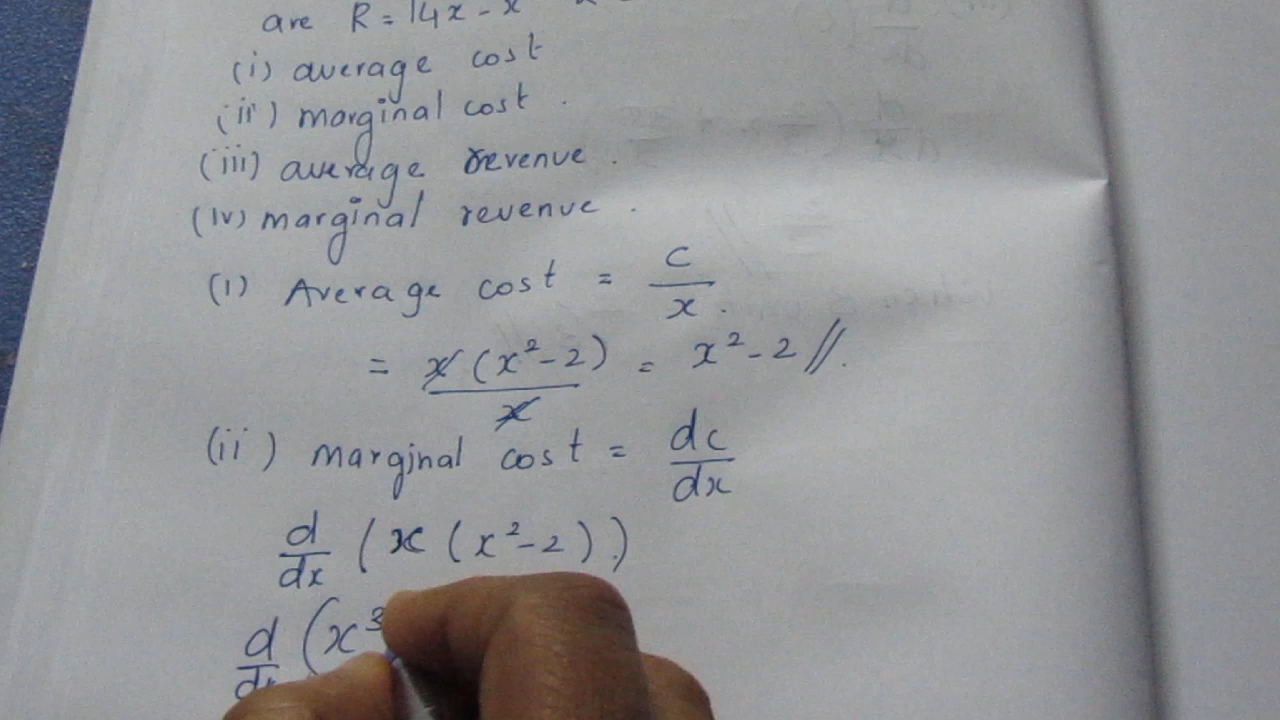 are R = 14x - x
(i) average cost
(ii) marginal cost.
(iii) average revenue.
(iv) marginal revenue.
(i) Average cost = c/x.
= x(x²-2)/x = x²-2 //.
(ii) marginal cost = dc/dx
d/dx (x (x²-2))
d/dx (x³